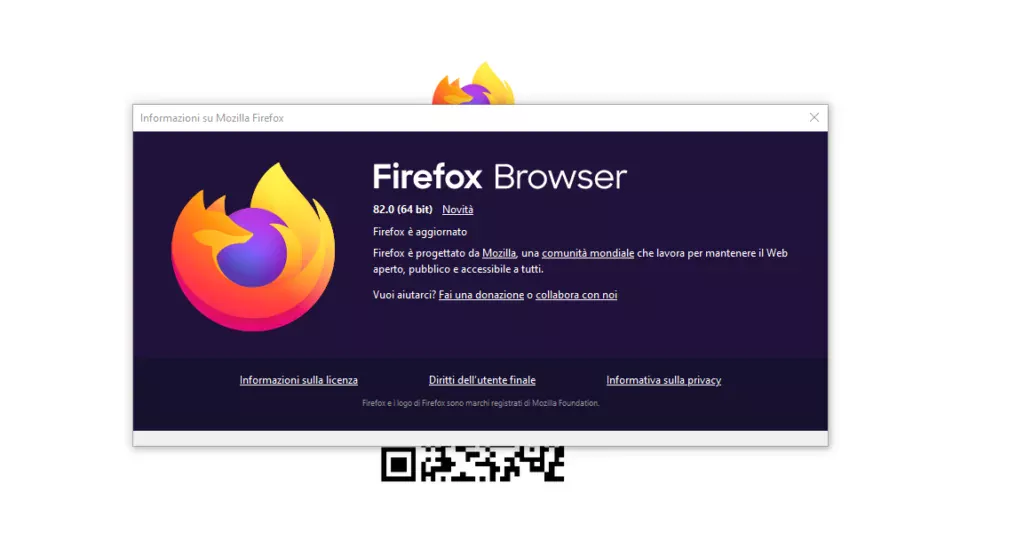 Informazioni su Mozilla Firefox
Firefox Browser
82.0 (64 bit) Novità
Firefox è aggiornato
Firefox è progettato da Mozilla, una comunità mondiale che lavora per mantenere il Web
aperto, pubblico e accessibile a tutti.
Vuoi aiutarci? Fai una donazione o collabora con noi
Informazioni sulla licenza Diritti dell'utente finale Informativa sulla privacy
Firefox e i logo di Firefox sono marchi registrati di Mozilla Foundation.